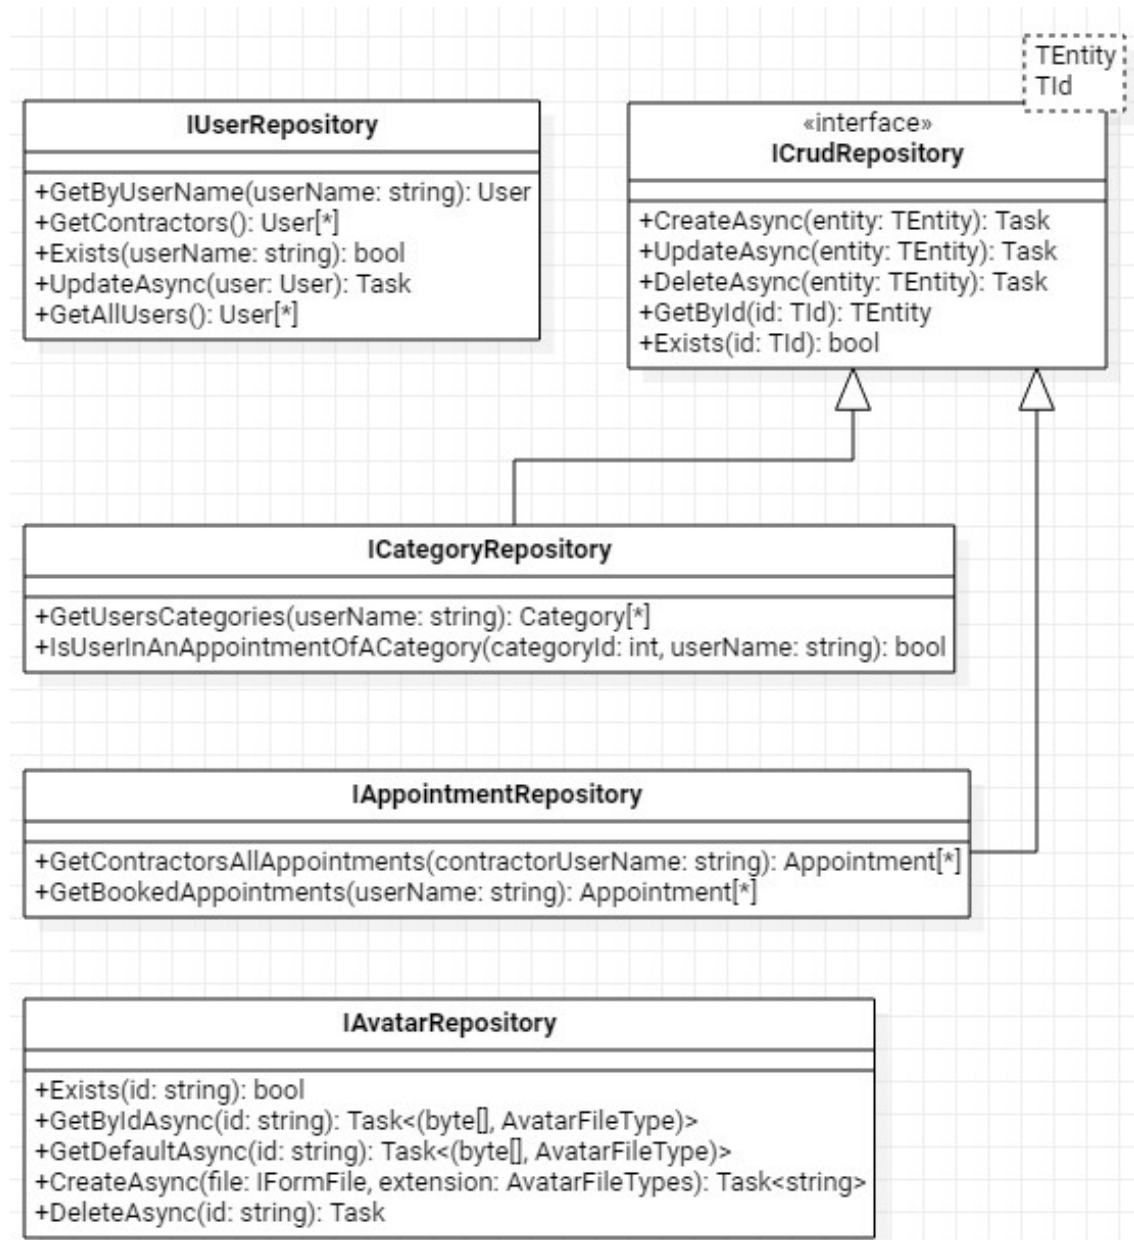 TEntity
TId
IUserRepository
+GetByUserName(userName: string): User
+GetContractors(): User[*]
+Exists(userName: string): bool
+UpdateAsync(user: User): Task
+GetAllUsers(): User[*]
«interface»
ICrudRepository
+CreateAsync(entity: TEntity): Task
+UpdateAsync(entity: TEntity): Task
+DeleteAsync(entity: TEntity): Task
+GetById(id: TId): TEntity
+Exists(id: TId): bool
ICategoryRepository
+GetUsersCategories(userName: string): Category[*]
+IsUserInAnAppointmentOfACategory(categoryId: int, userName: string): bool
IAppointmentRepository
+GetContractorsAllAppointments(contractorUserName: string): Appointment[*]
+GetBookedAppointments(userName: string): Appointment[*]
IAvatarRepository
+Exists(id: string): bool
+GetByIdAsync(id: string): Task<(byte[], AvatarFileType)>
+GetDefaultAsync(id: string): Task<(byte[], AvatarFileType)>
+CreateAsync(file: IFormFile, extension: AvatarFileTypes): Task<string>
+DeleteAsync(id: string): Task